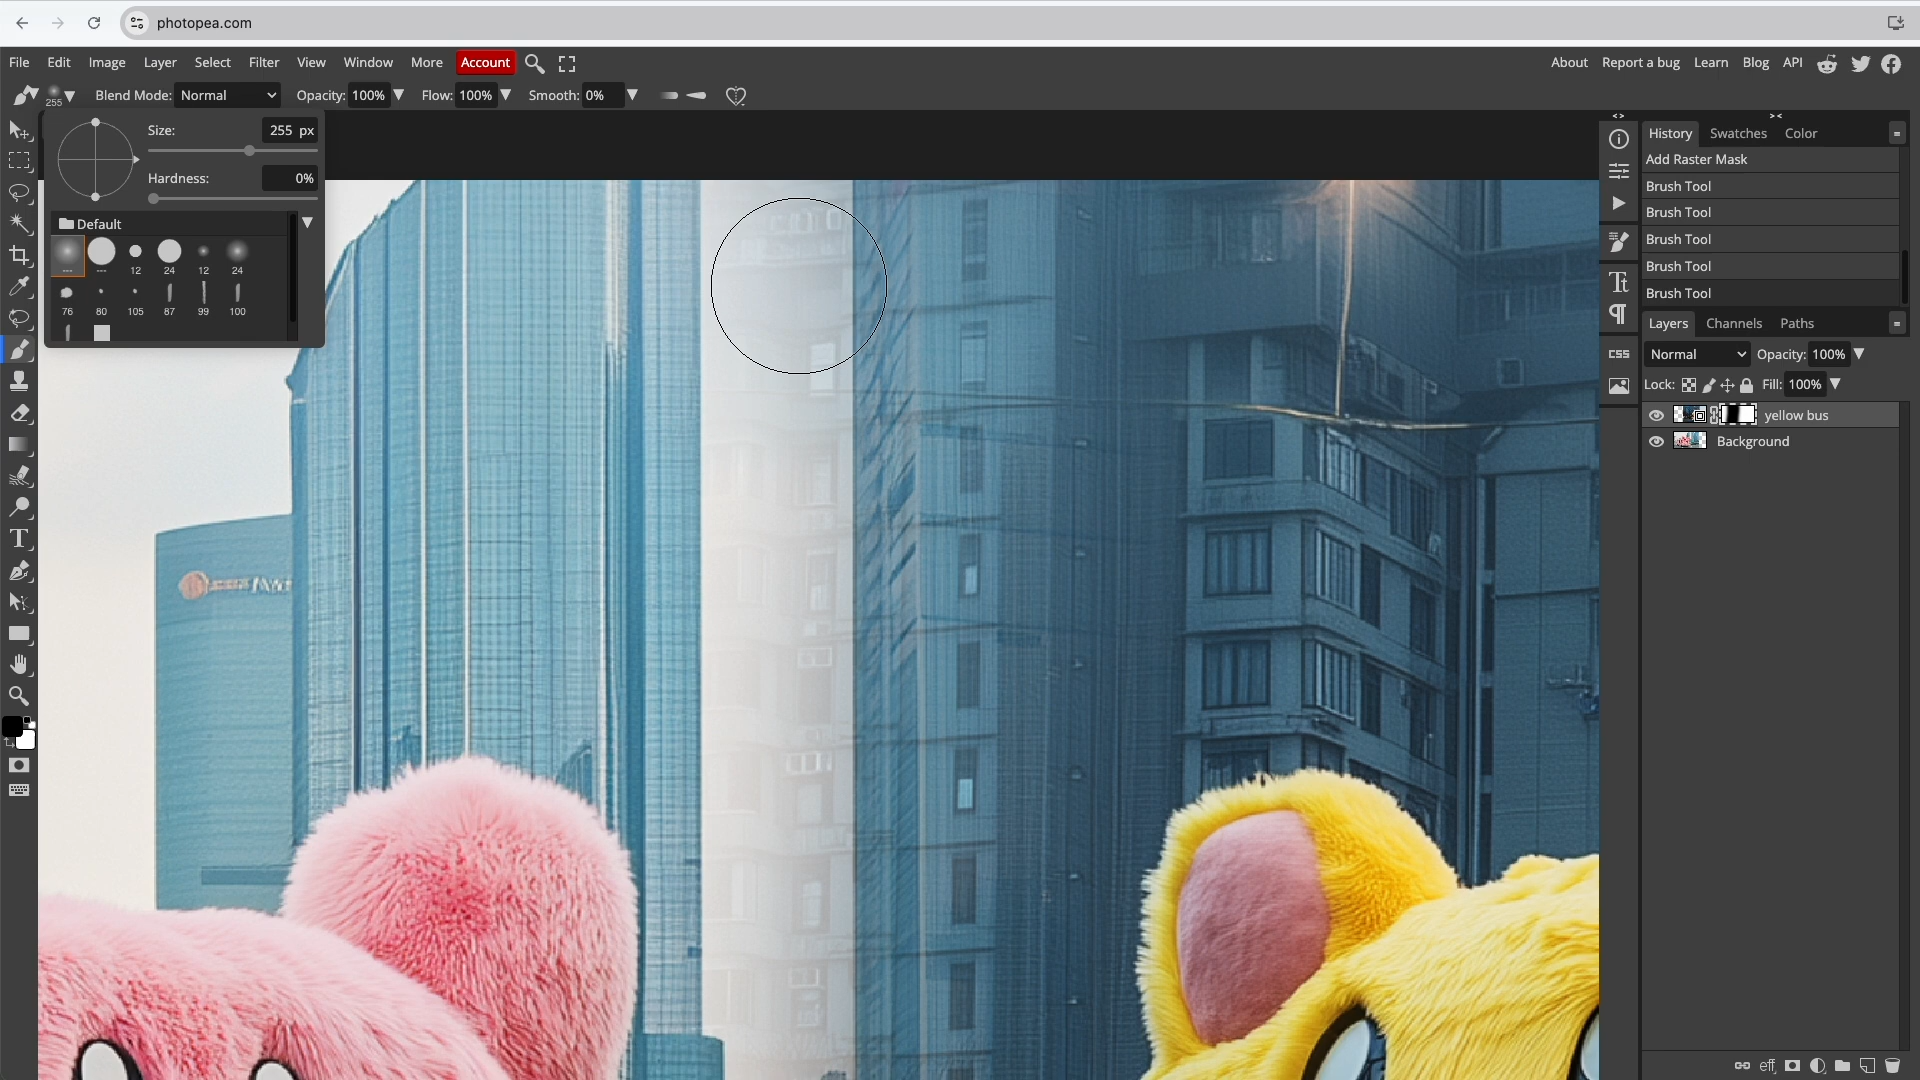 photopea.com
File Edit Image Layer Select Filter View Window More Account
About Report a bug Learn Blog API
255 Blend Mode: Normal Opacity: 100% Flow: 100% Smooth: 0%
Size: 255 px
Hardness: 0%
Default
--- --- 12 24 12 24
76 80 105 87 99 100
CSS
History Swatches Color
Add Raster Mask
Brush Tool
Brush Tool
Brush Tool
Brush Tool
Brush Tool
Layers Channels Paths
Normal Opacity: 100%
Lock: Fill: 100%
yellow bus
Background
eff